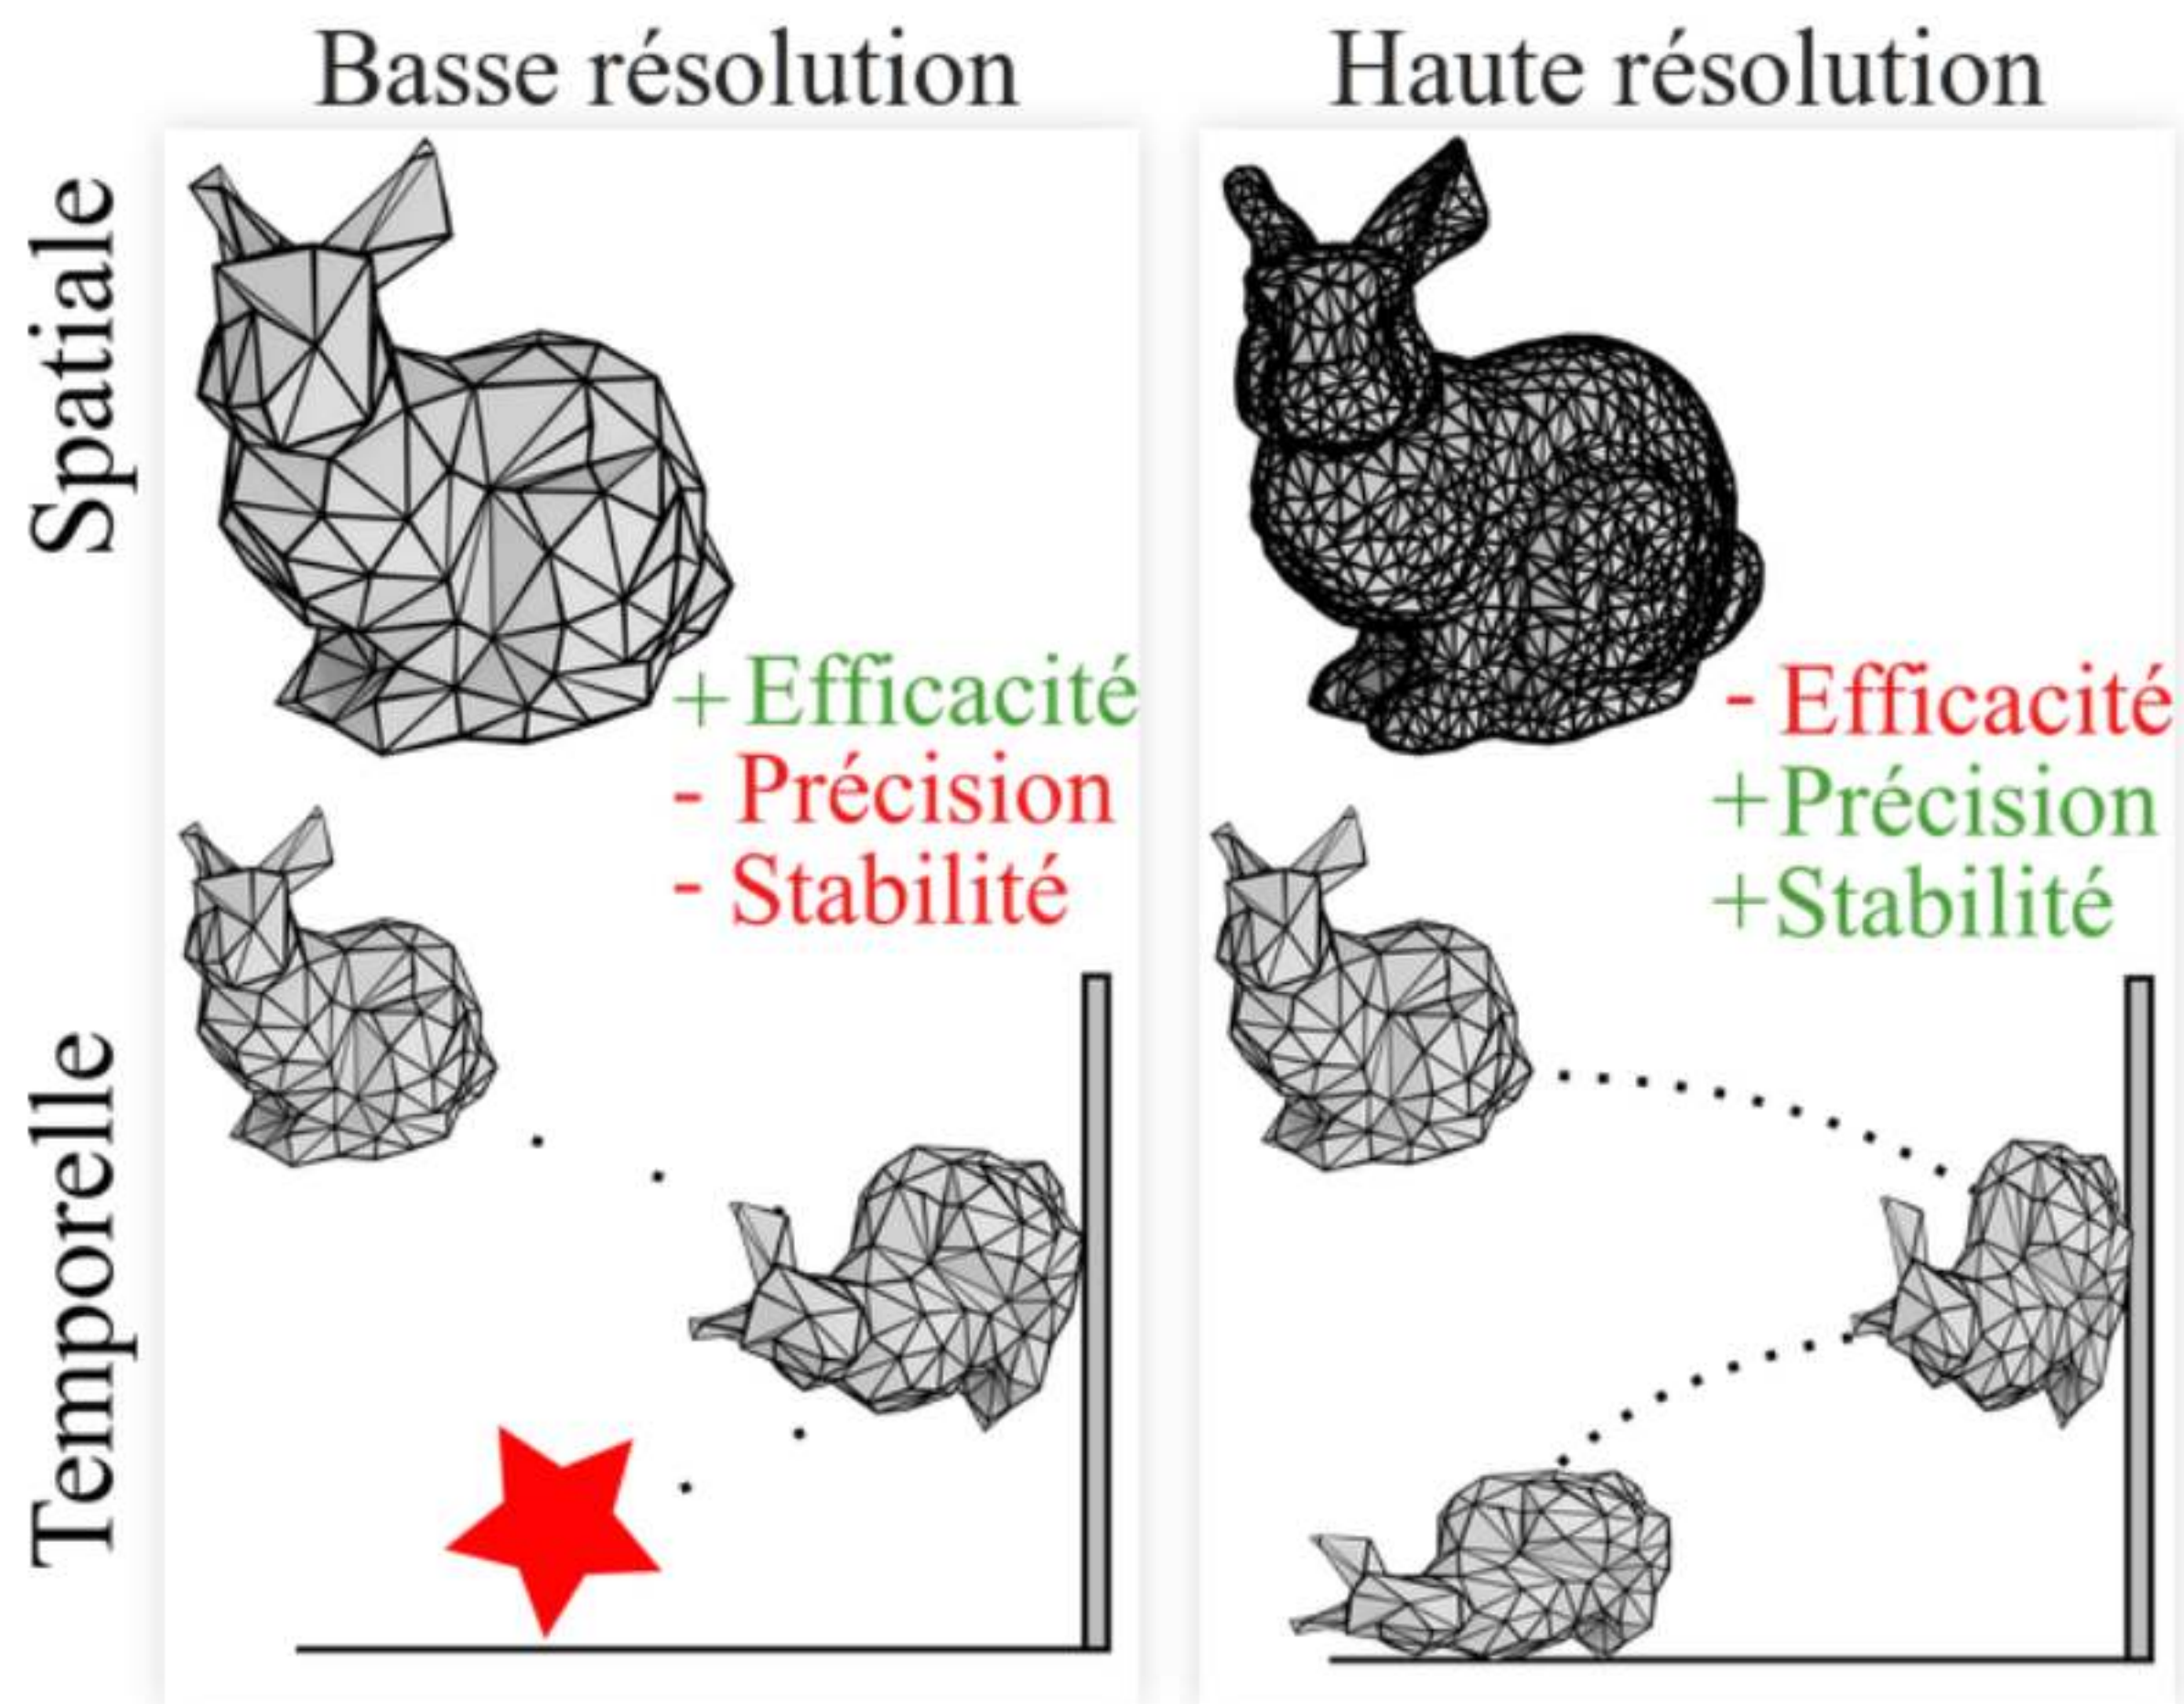 Basse résolution
Haute résolution
Spatiale
+ Efficacité
- Précision
- Stabilité
- Efficacité
+Précision
+Stabilité
Temporelle